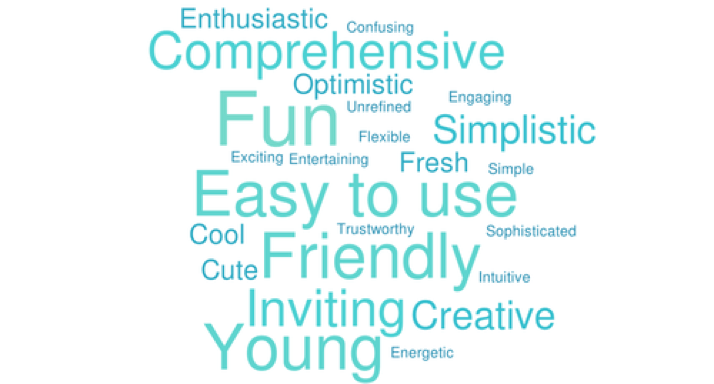 Enthusiastic
Confusing
Comprehensive
Optimistic
Unrefined
Engaging
Fun
Flexible
Simplistic
Exciting
Entertaining
Fresh
Simple
Easy to use
Cool
Trustworthy
Sophisticated
Friendly
Cute
Intuitive
Inviting
Creative
Young
Energetic